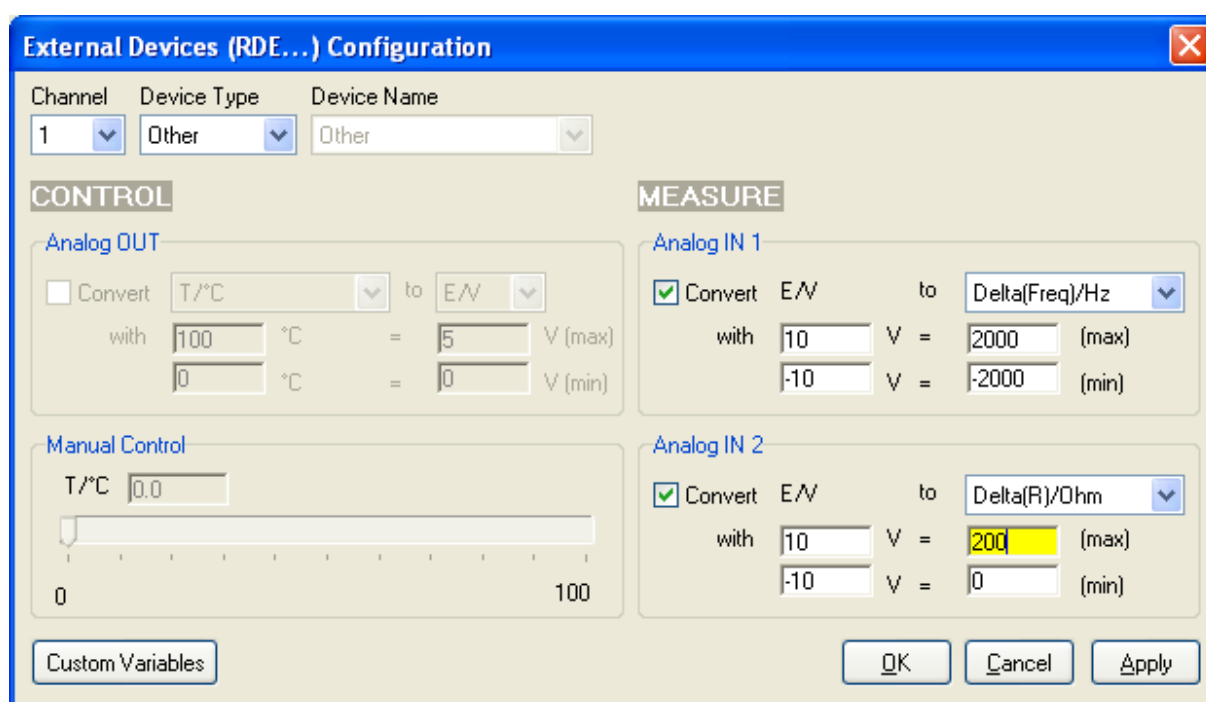 External Devices (RDE...) Configuration
Channel Device Type Device Name
1 Other Other
CONTROL
Analog OUT
Convert T/°C to E/V
with 100 °C = 5 V (max)
0 °C = 0 V (min)
Manual Control
T/°C 0.0
0 100
MEASURE
Analog IN 1
Convert E/V to Delta(Freq)/Hz
with 10 V = 2000 (max)
-10 V = -2000 (min)
Analog IN 2
Convert E/V to Delta(R)/Ohm
with 10 V = 200 (max)
-10 V = 0 (min)
Custom Variables OK Cancel Apply